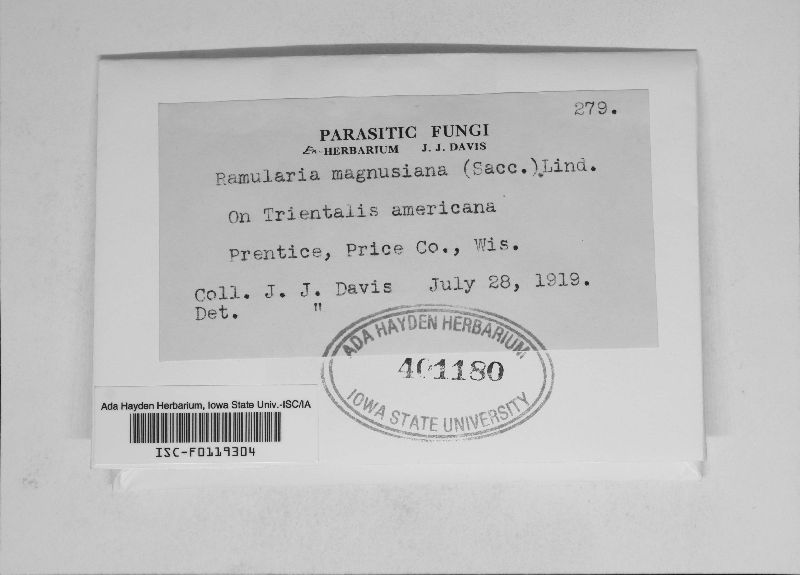 279.
PARASITIC FUNGI
Ex-HERBARIUM J. J. DAVIS
Ramularia magnusiana (Sacc.) Lind.
On Trientalis americana
Prentice, Price Co., Wis.
Coll. J. J. Davis July 28, 1919.
Det. "
ADA HAYDEN HERBARIUM
401180
IOWA STATE UNIVERSITY
Ada Hayden Herbarium, Iowa State Univ.-ISC/IA
ISC-F0119304